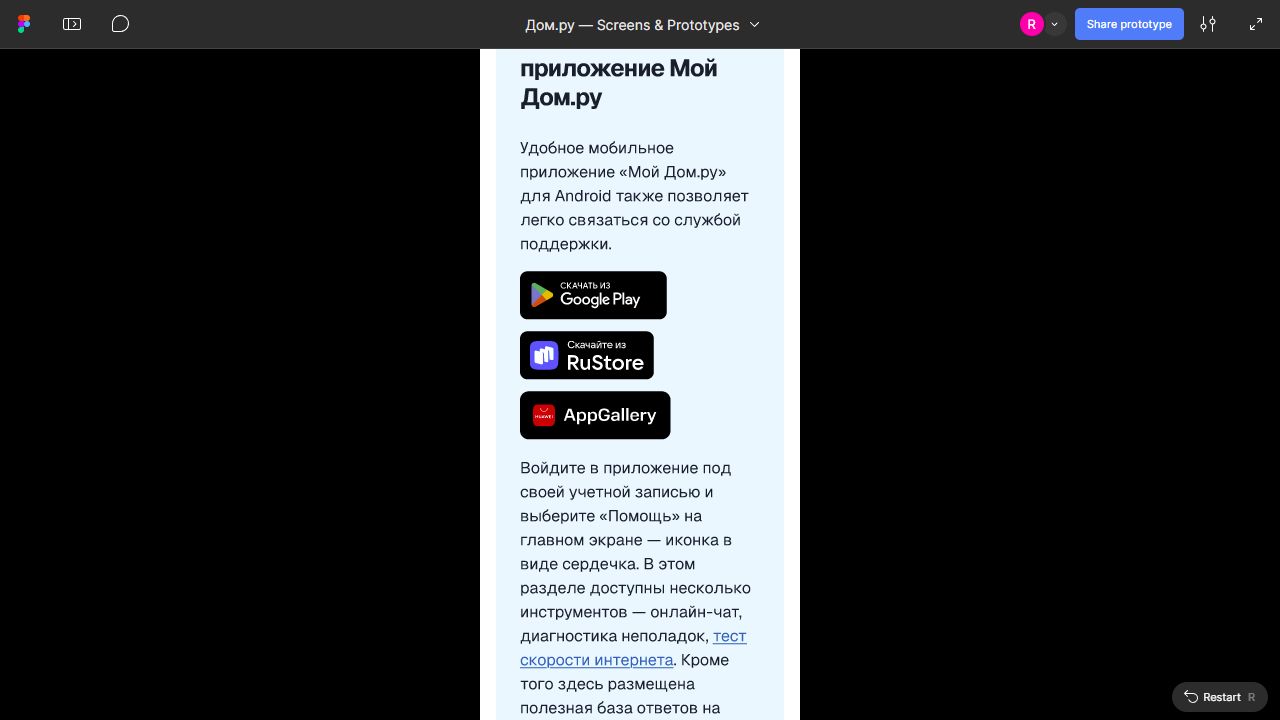 Дом.ру — Screens & Prototypes
R
Share prototype
приложение Мой
Дом.ру
Удобное мобильное
приложение «Мой Дом.ру»
для Android также позволяет
легко связаться со службой
поддержки.
СКАЧАТЬ ИЗ
Google Play
Скачайте из
RuStore
HUAWEI
AppGallery
Войдите в приложение под
своей учетной записью и
выберите «Помощь» на
главном экране — иконка в
виде сердечка. В этом
разделе доступны несколько
инструментов — онлайн-чат,
диагностика неполадок, тест
скорости интернета. Кроме
того здесь размещена
полезная база ответов на
Restart R